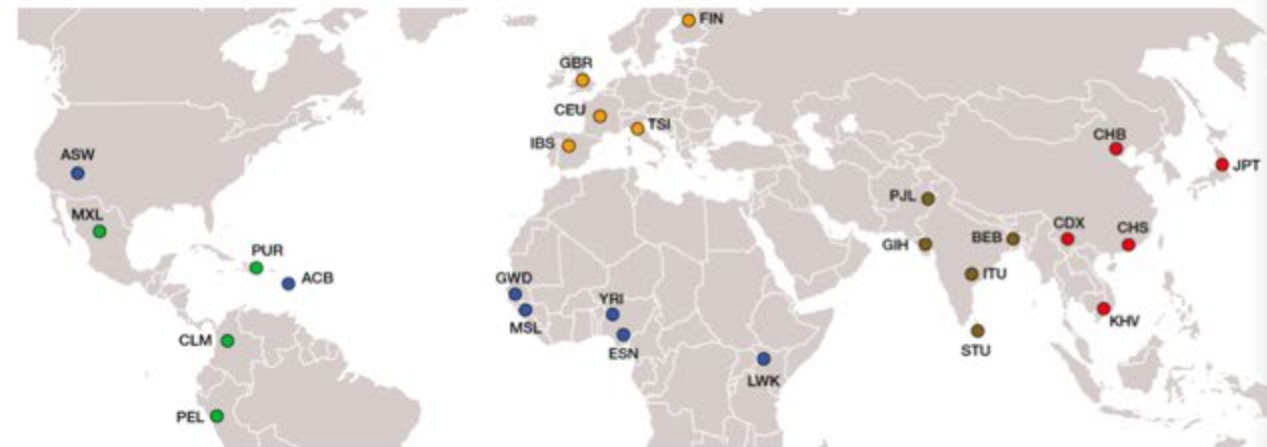 FIN
GBR
CEU
TSI
IBS
ASW
MXL
PUR
ACB
CLM
PEL
GWD
MSL
YRI
ESN
LWK
PJL
GIH
BEB
ITU
STU
CHB
JPT
CDX
CHS
KHV